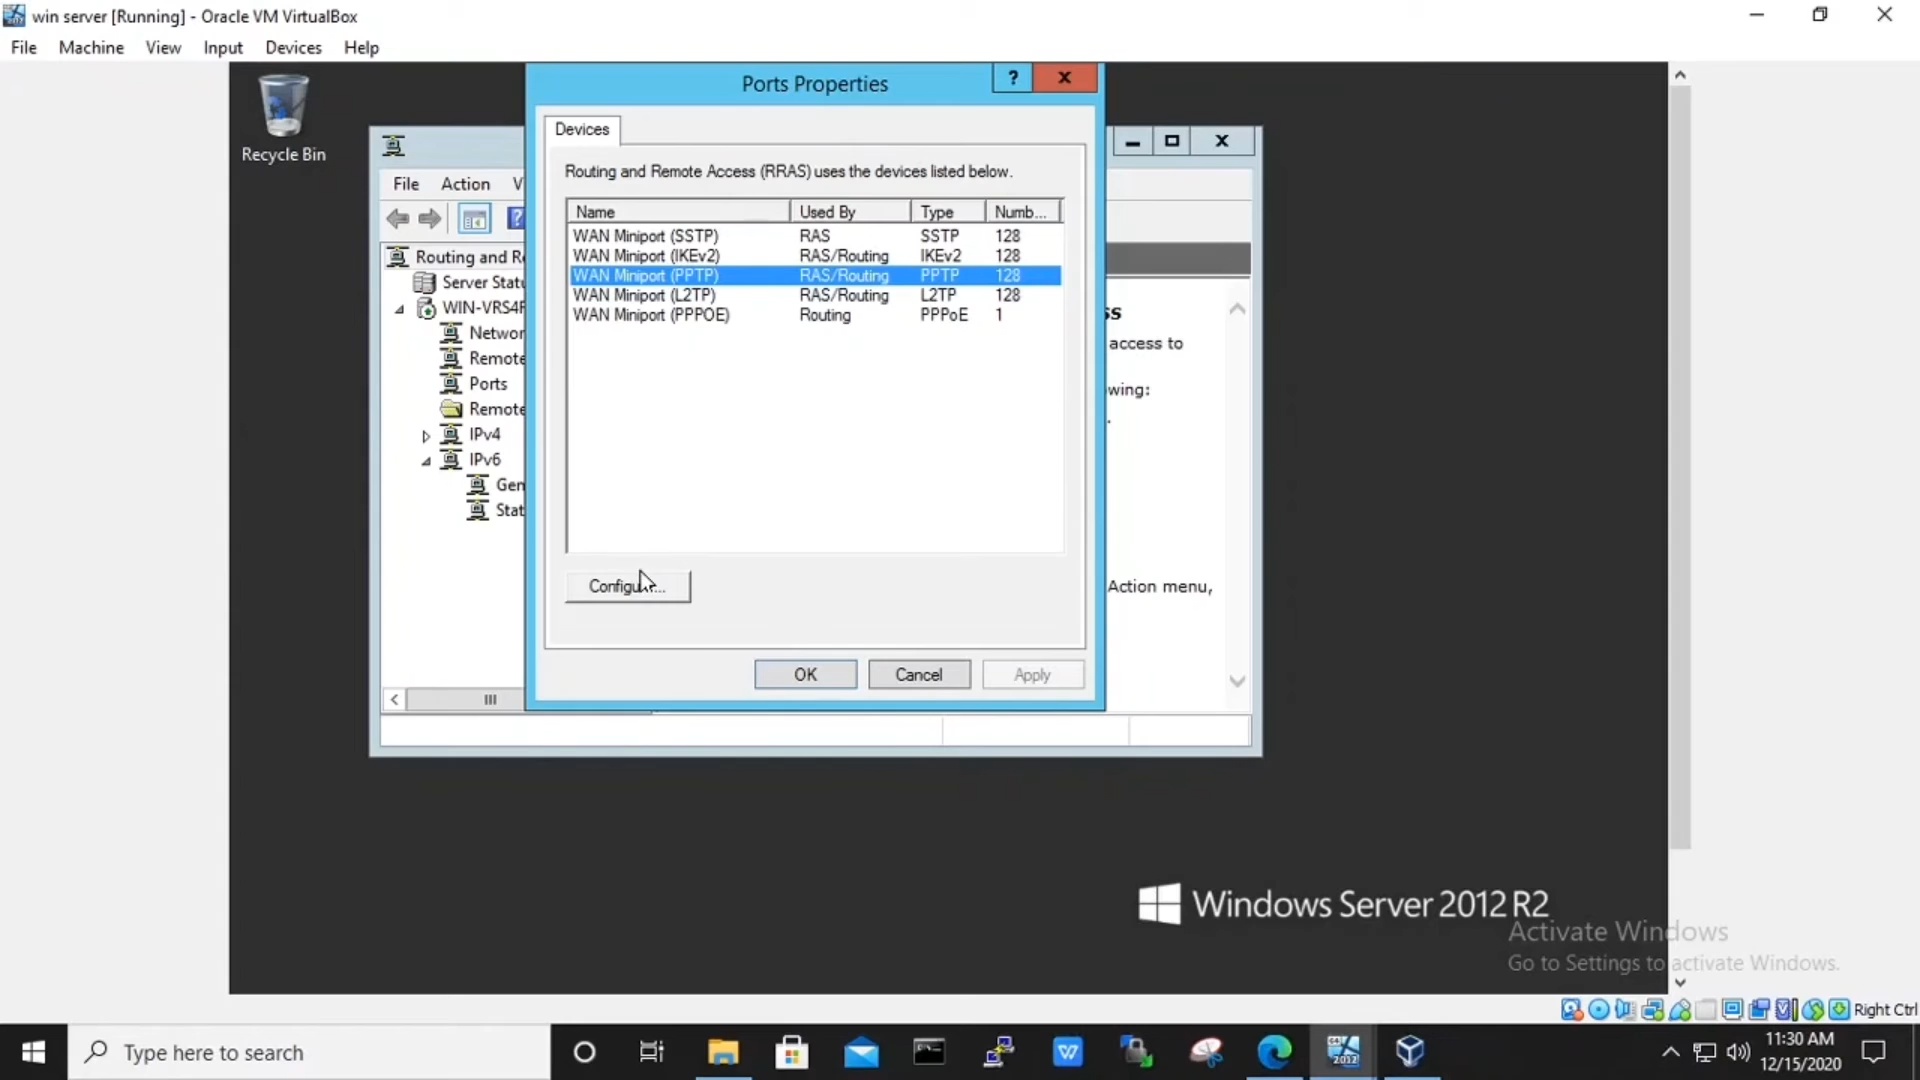 win server [Running] - Oracle VM VirtualBox
File Machine View Input Devices Help
Recycle Bin
Ports Properties
?
Devices
File Action V
Routing and Remote Access (RRAS) uses the devices listed below.
Name Used By Type Numb...
WAN Miniport (SSTP) RAS SSTP 128
WAN Miniport (IKEv2) RAS/Routing IKEv2 128
WAN Miniport (PPTP) RAS/Routing PPTP 128
WAN Miniport (L2TP) RAS/Routing L2TP 128
WAN Miniport (PPPOE) Routing PPPoE 1
Routing and Re
Server Statu
WIN-VRS4F
Networ
Remote
Ports
Remote
IPv4
IPv6
Gen
Stat
ss
access to
wing:
.
Action menu,
Configu...
OK Cancel Apply
Windows Server 2012 R2
Activate Windows
Go to Settings to activate Windows.
Right Ctrl
Type here to search
2012
11:30 AM
12/15/2020